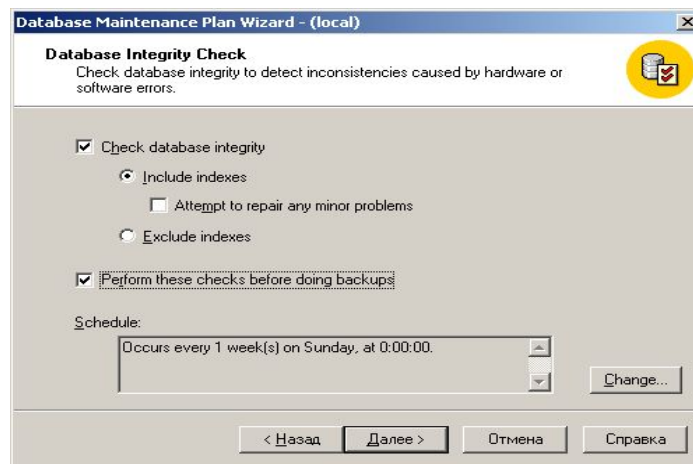 Database Maintenance Plan Wizard - (local)
Database Integrity Check
Check database integrity to detect inconsistencies caused by hardware or
software errors.
Check database integrity
Include indexes
Attempt to repair any minor problems
Exclude indexes
Perform these checks before doing backups
Schedule:
Occurs every 1 week(s) on Sunday, at 0:00:00.
Change...
< Назад
Далее >
Отмена
Справка